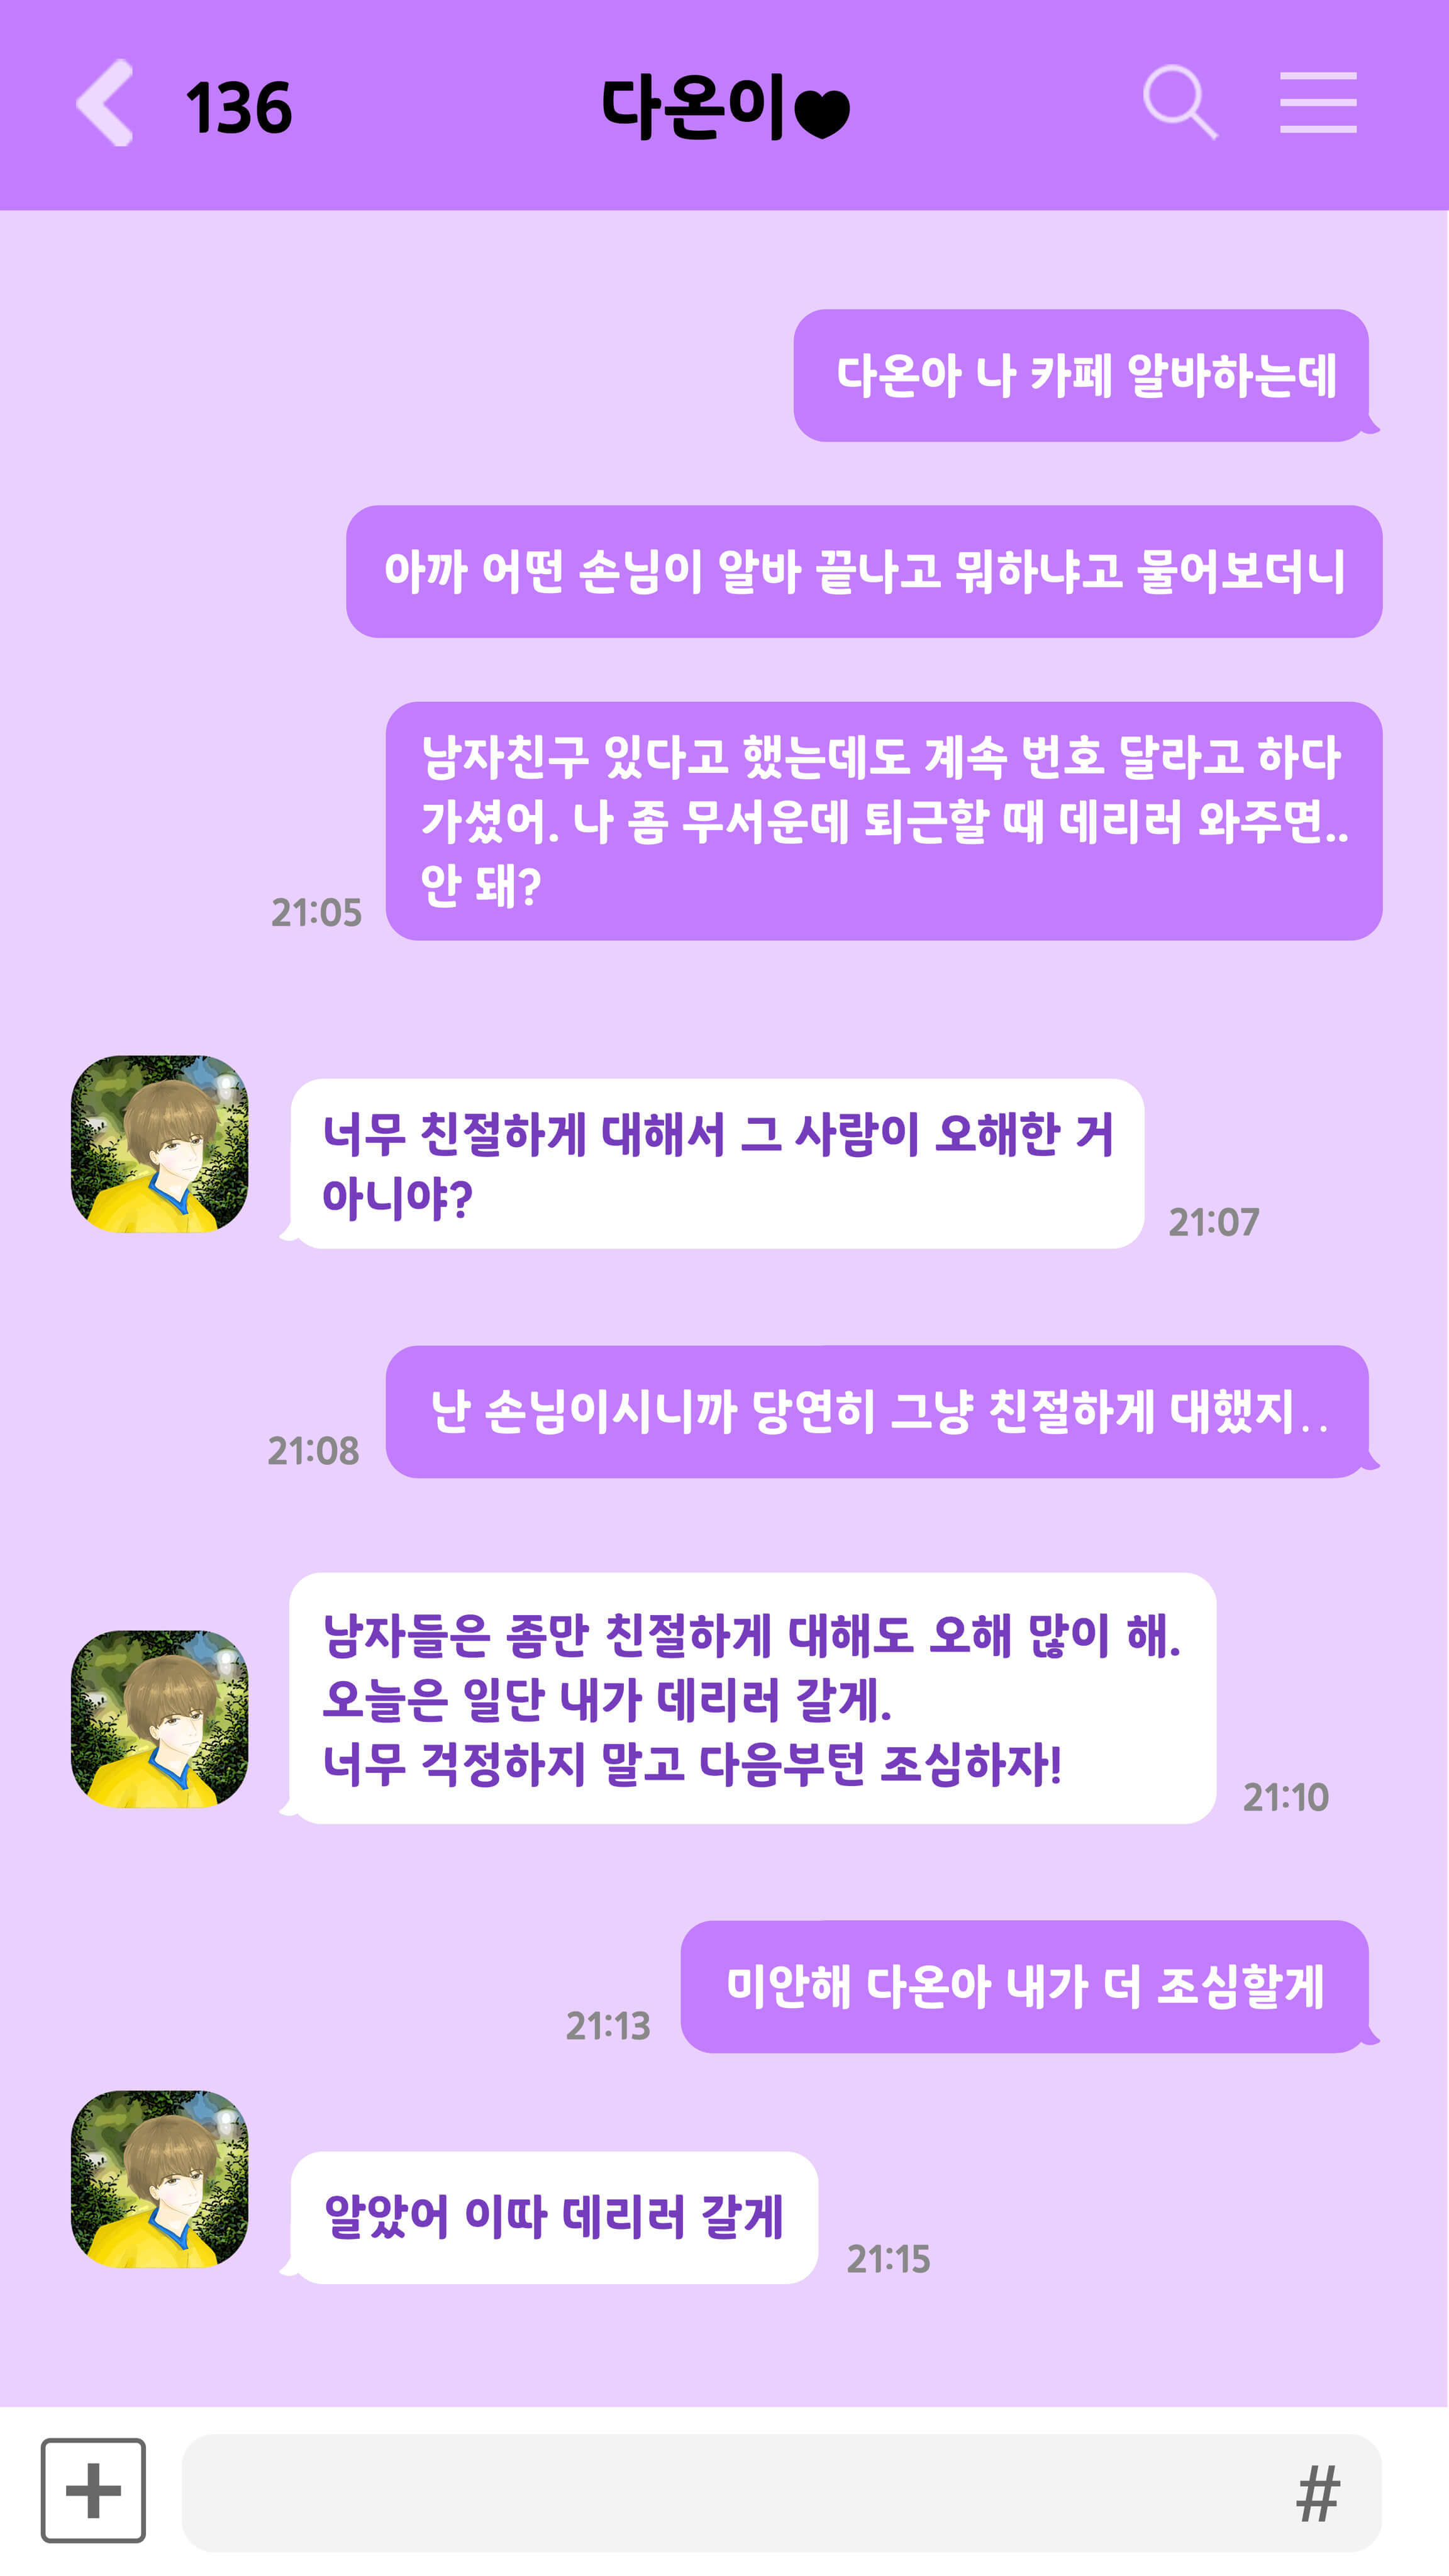 136 다온이♥
다온아 나 카페 알바하는데
아까 어떤 손님이 알바 끝나고 뭐하냐고 물어보더니
남자친구 있다고 했는데도 계속 번호 달라고 하다
가셨어. 나 좀 무서운데 퇴근할 때 데리러 와주면..
안 돼?
21:05
너무 친절하게 대해서 그 사람이 오해한 거
아니야?
21:07
난 손님이시니까 당연히 그냥 친절하게 대했지..
21:08
남자들은 좀만 친절하게 대해도 오해 많이 해.
오늘은 일단 내가 데리러 갈게.
너무 걱정하지 말고 다음부턴 조심하자!
21:10
미안해 다온아 내가 더 조심할게
21:13
알았어 이따 데리러 갈게
21:15
#